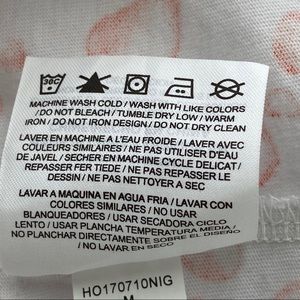 30C
MACHINE WASH COLD / WASH WITH LIKE COLORS
/ DO NOT BLEACH / TUMBLE DRY LOW / WARM
IRON / DO NOT IRON DESIGN / DO NOT DRY CLEAN
LAVER EN MACHINE A L'EAU FROIDE / LAVER AVEC
COULEURS SIMILAIRES / NE PAS UTILISER D'EAU
DE JAVEL / SECHER EN MACHINE CYCLE DELICAT /
REPASSER FER TIEDE / NE PAS REPASSER LE
DESSIN / NE PAS NETTOYER A SEC
LAVAR A MAQUINA EN AGUA FRIA / LAVAR CON
COLORES SIMILARES / NO USAR
BLANQUEADORES / USAR SECADORA CICLO
LENTO / USAR PLANCHA TEMPERATURA MEDIA /
NO PLANCHAR DIRECTAMENTE SOBRE EL DISEÑO
/ NO LAVAR EN SECO
HO170710NIG
M